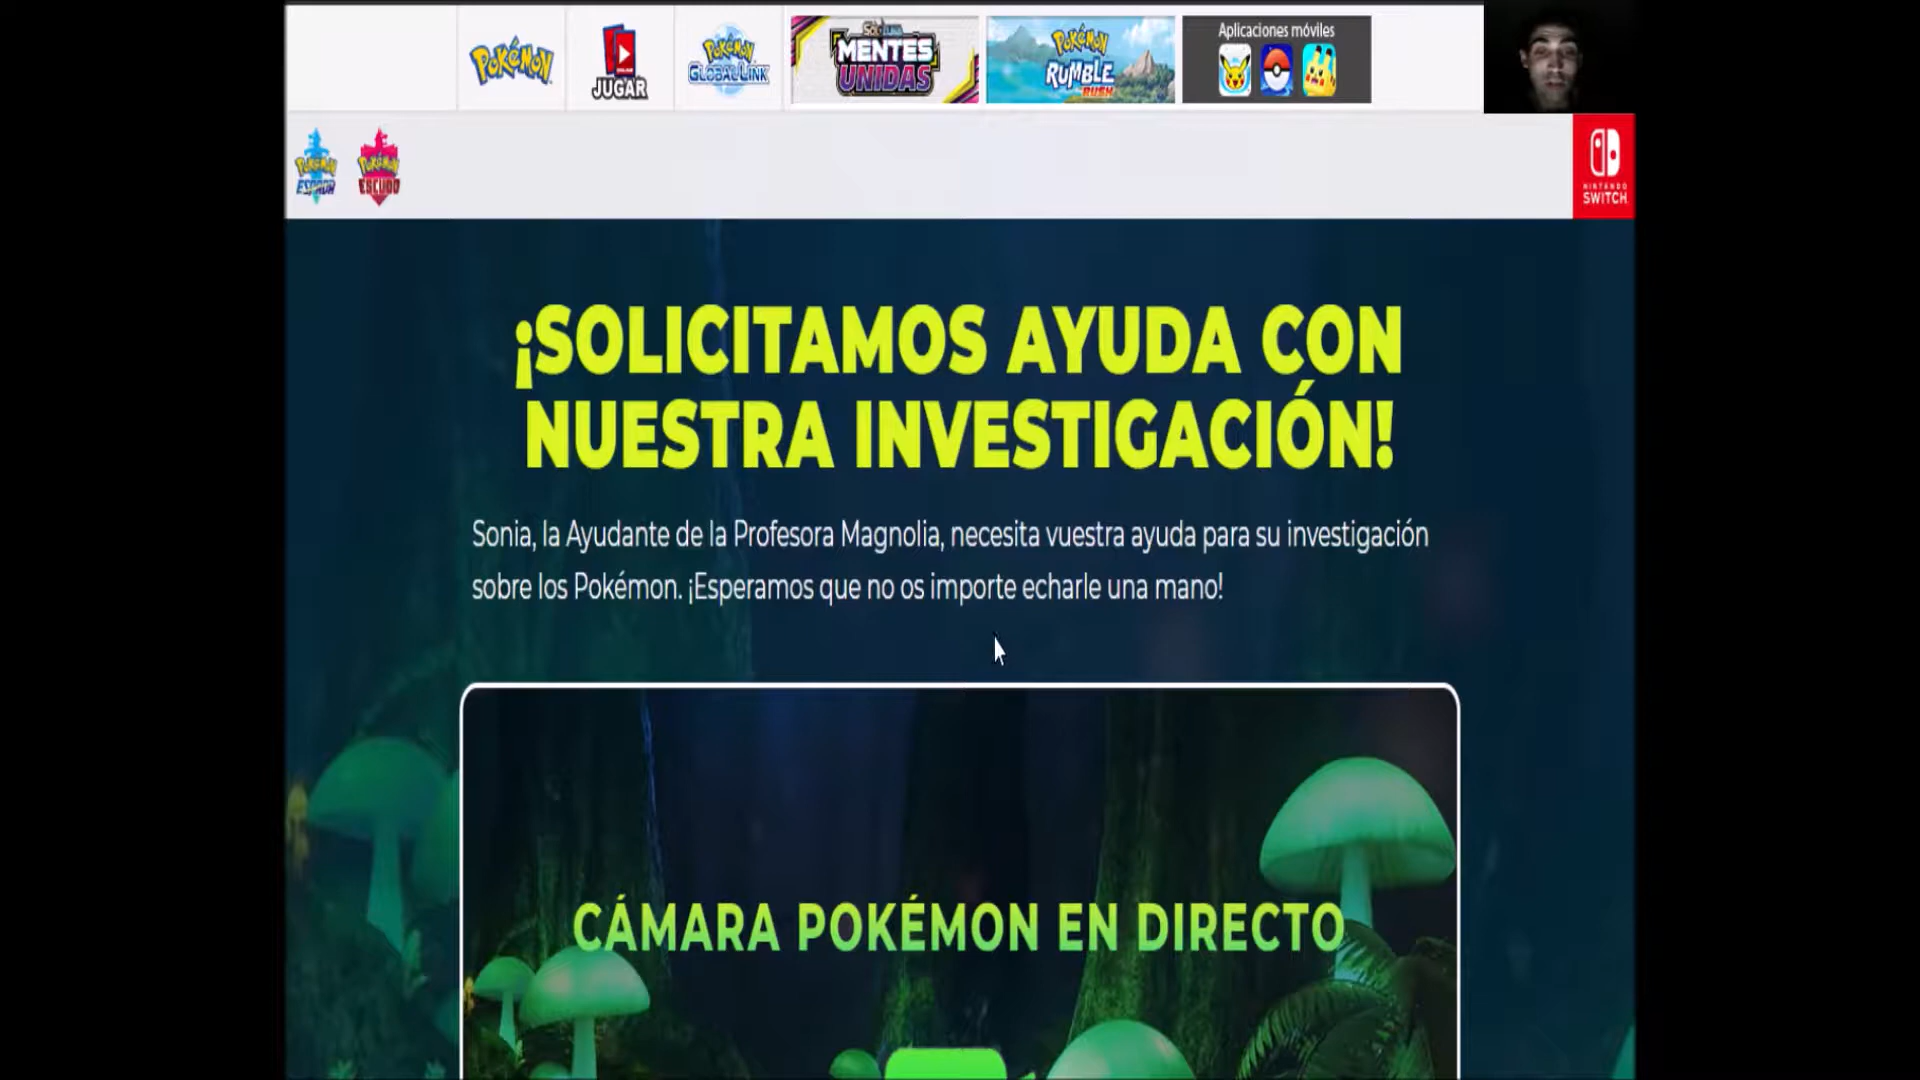 Pokémon
JUGAR
Pokémon
GLOBAL LINK
MENTES
UNIDAS
Pokémon
RUMBLE
RUSH
Aplicaciones móviles
Pokémon
ESPADA
Pokémon
ESCUDO
NINTENDO
SWITCH
¡SOLICITAMOS AYUDA CON
NUESTRA INVESTIGACIÓN!
Sonia, la Ayudante de la Profesora Magnolia, necesita vuestra ayuda para su investigación
sobre los Pokémon. ¡Esperamos que no os importe echarle una mano!
CÁMARA POKÉMON EN DIRECTO